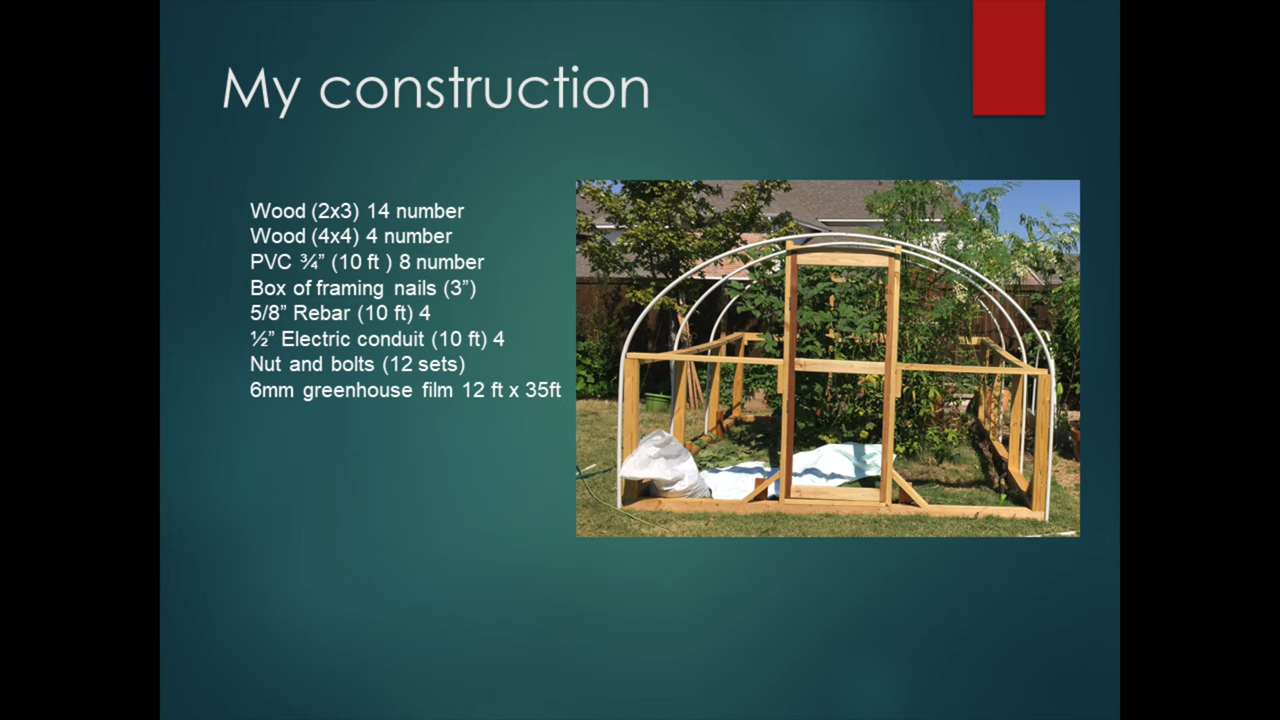 My construction
Wood (2x3) 14 number
Wood (4x4) 4 number
PVC ¾” (10 ft ) 8 number
Box of framing nails (3”)
5/8” Rebar (10 ft) 4
½” Electric conduit (10 ft) 4
Nut and bolts (12 sets)
6mm greenhouse film 12 ft x 35ft